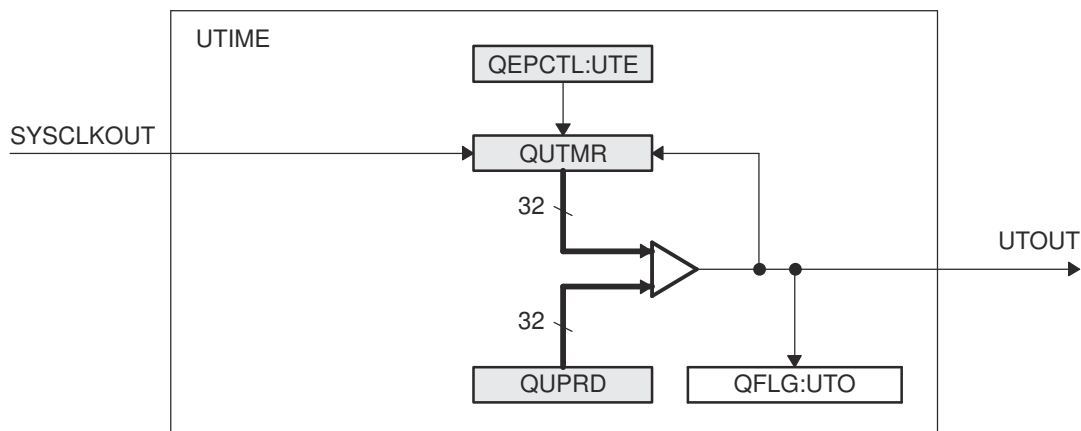 UTIME
QEPCTL:UTE
SYSCLKOUT
QUTMR
32
UTOUT
32
QUPRD
QFLG:UTO